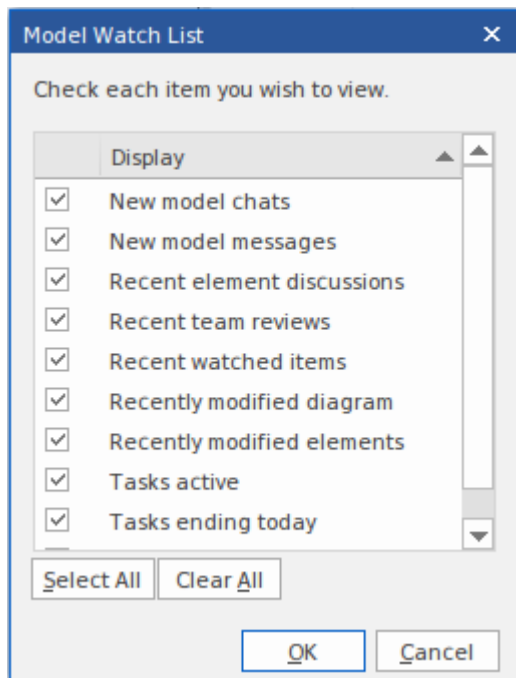 Model Watch List
Check each item you wish to view.
Display
New model chats
New model messages
Recent element discussions
Recent team reviews
Recent watched items
Recently modified diagram
Recently modified elements
Tasks active
Tasks ending today
Select All Clear All
OK Cancel